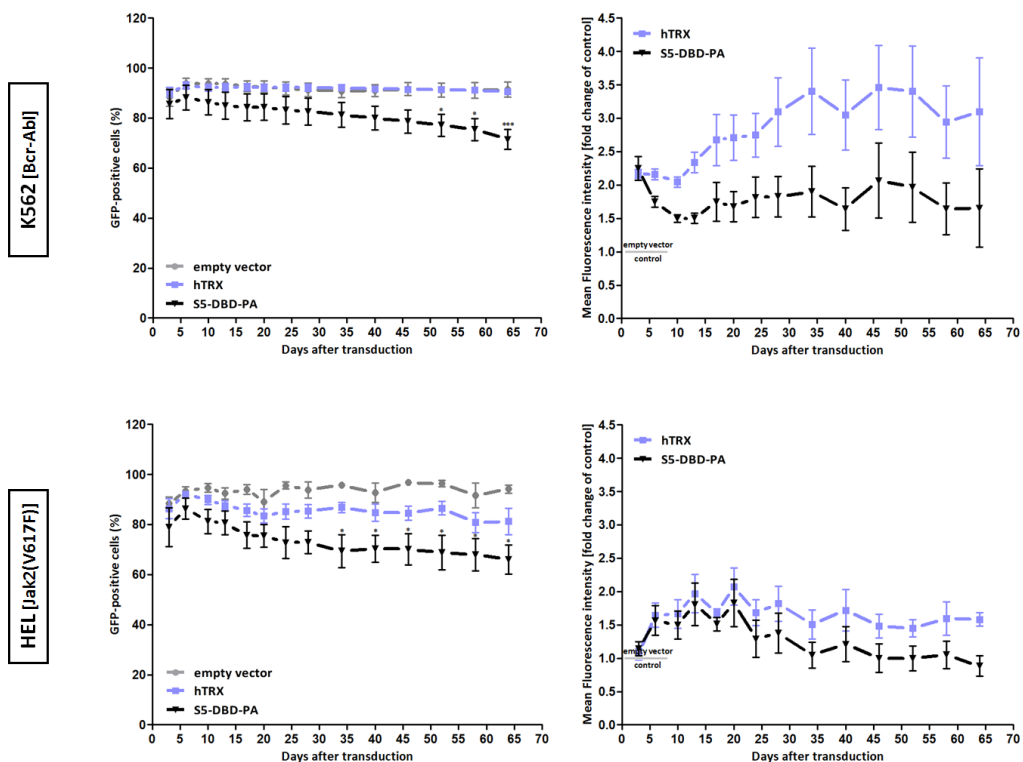 K562 [Bcr-Abl]
GFP-positive cells (%)
120
100
80
60
40
20
0
empty vector
hTRX
S5-DBD-PA
*
*
***
0 5 10 15 20 25 30 35 40 45 50 55 60 65 70
Days after transduction
Mean Fluorescence intensity [fold change of control]
4.5
4.0
3.5
3.0
2.5
2.0
1.5
1.0
0.5
0.0
hTRX
S5-DBD-PA
empty vector
control
0 5 10 15 20 25 30 35 40 45 50 55 60 65 70
Days after transduction
HEL [Jak2(V617F)]
GFP-positive cells (%)
120
100
80
60
40
20
0
empty vector
hTRX
S5-DBD-PA
*
*
*
*
*
*
0 5 10 15 20 25 30 35 40 45 50 55 60 65 70
Days after transduction
Mean Fluorescence intensity [fold change of control]
4.5
4.0
3.5
3.0
2.5
2.0
1.5
1.0
0.5
0.0
hTRX
S5-DBD-PA
empty vector
control
0 5 10 15 20 25 30 35 40 45 50 55 60 65 70
Days after transduction